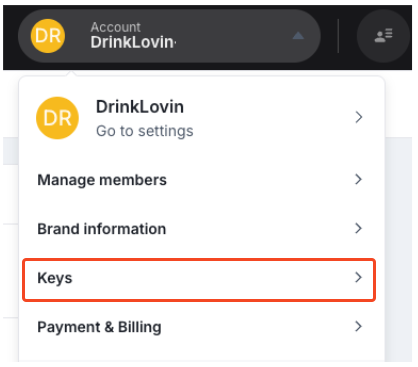 DR
Account
DrinkLovin
DR
DrinkLovin
Go to settings
Manage members
Brand information
Keys
Payment & Billing